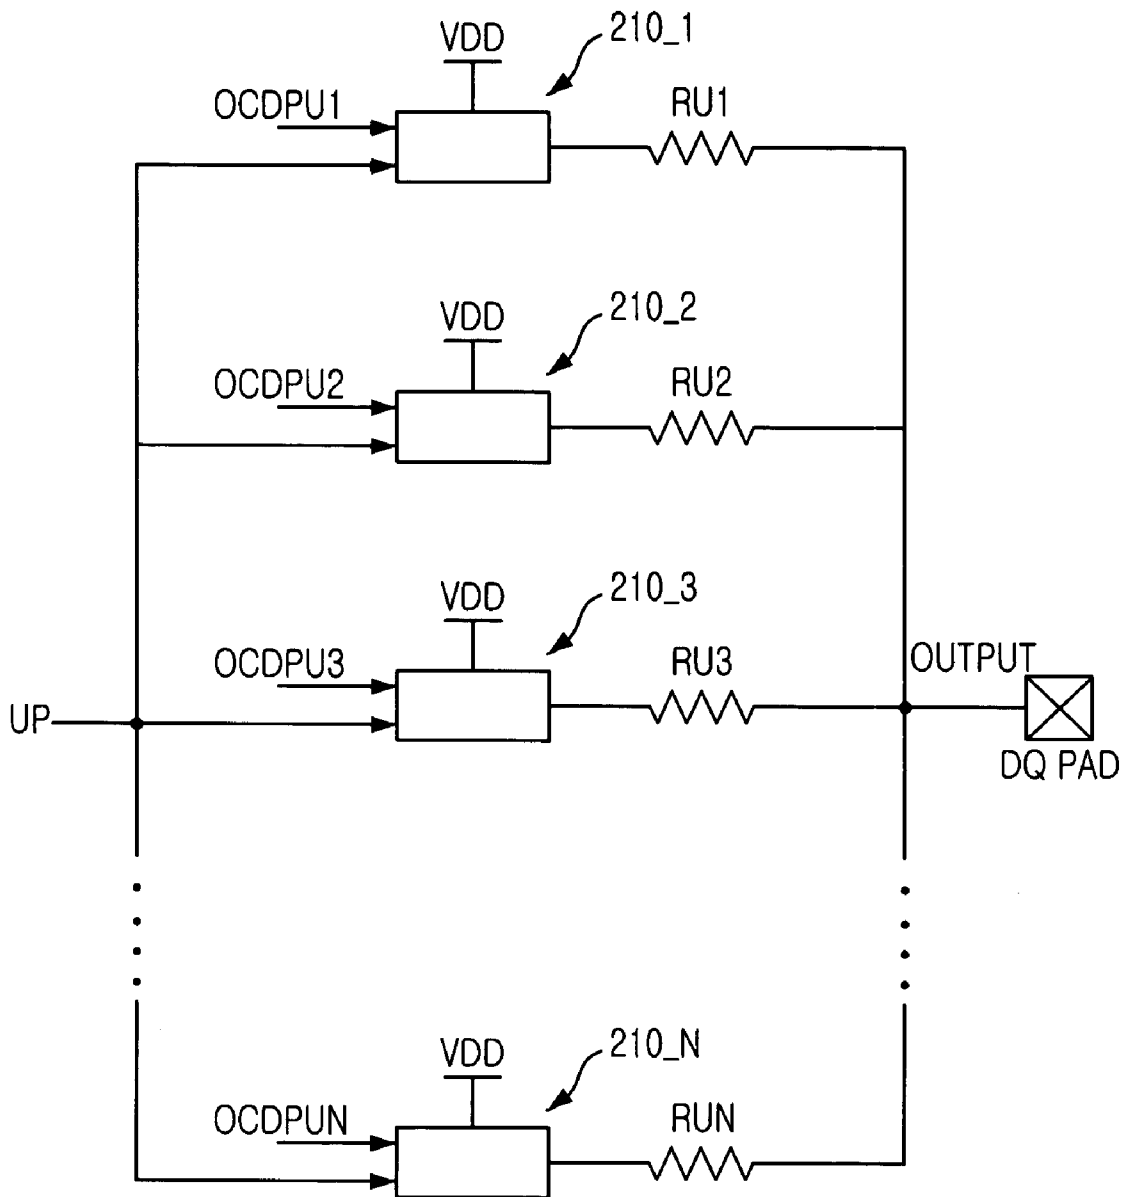 VDD
210_1
OCDPU1
RU1
VDD
210_2
OCDPU2
RU2
VDD
210_3
OCDPU3
RU3
OUTPUT
UP
DQ PAD
VDD
210_N
OCDPUN
RUN